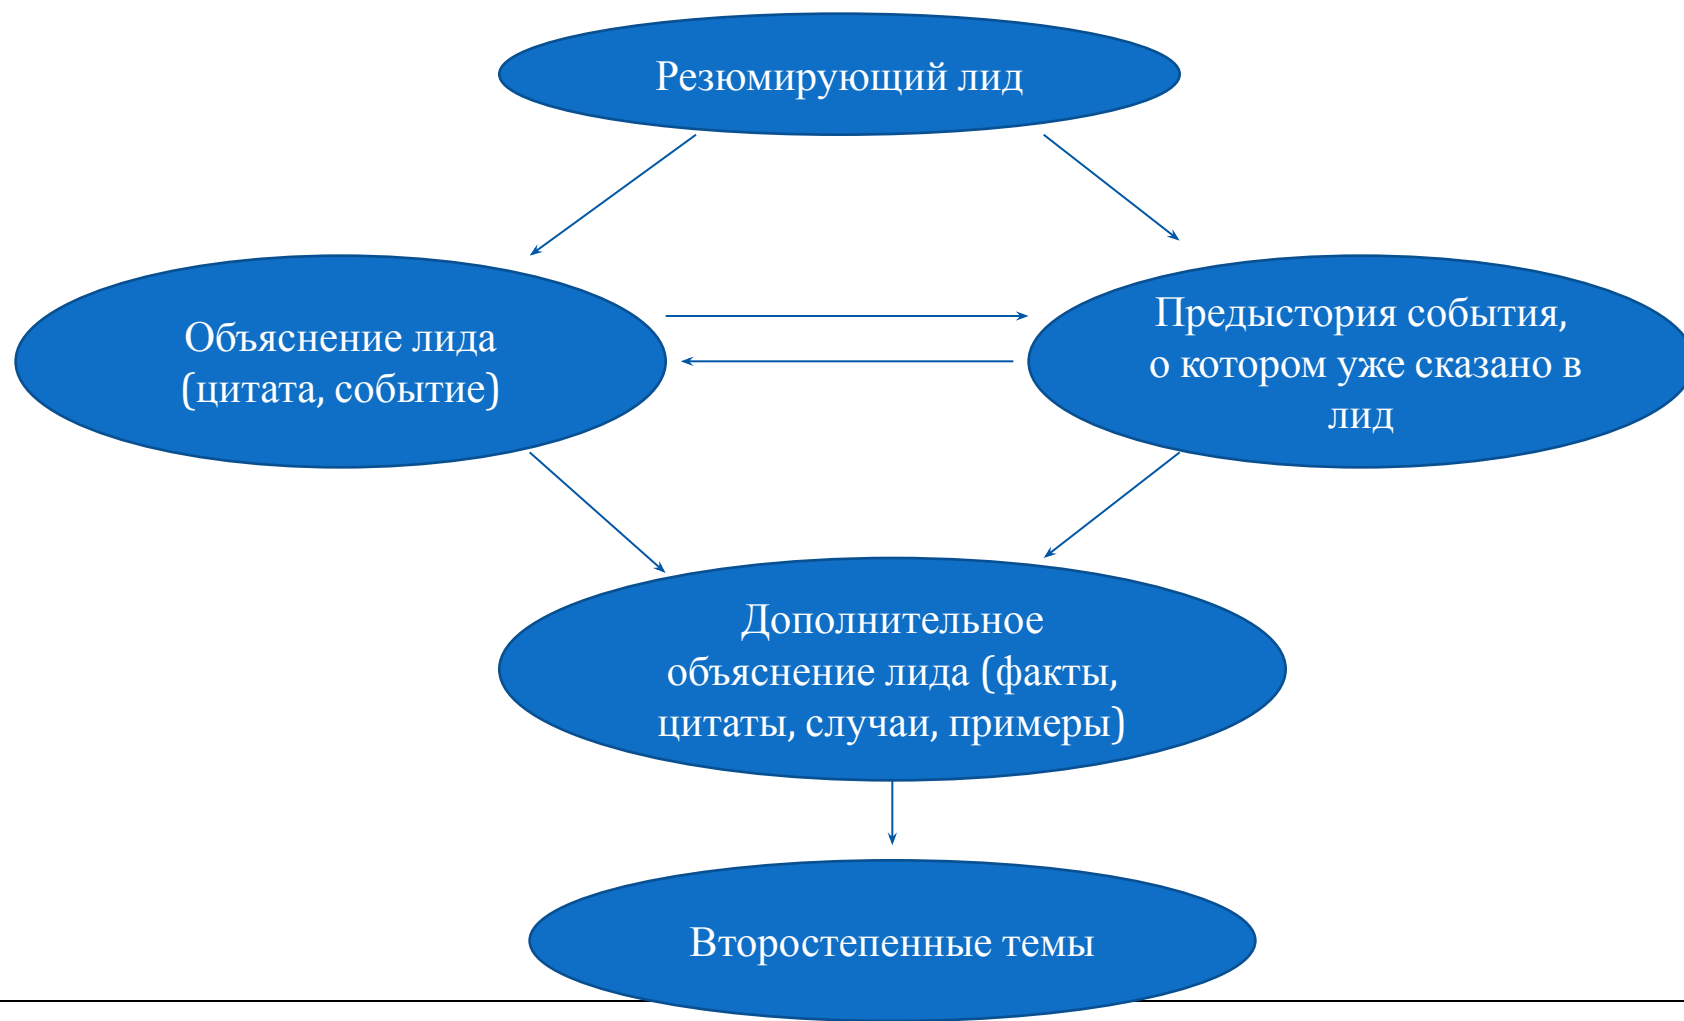 Резюмирующий лид
Объяснение лида
(цитата, событие)
Предыстория события,
о котором уже сказано в
лид
Дополнительное
объяснение лида (факты,
цитаты, случаи, примеры)
Второстепенные темы